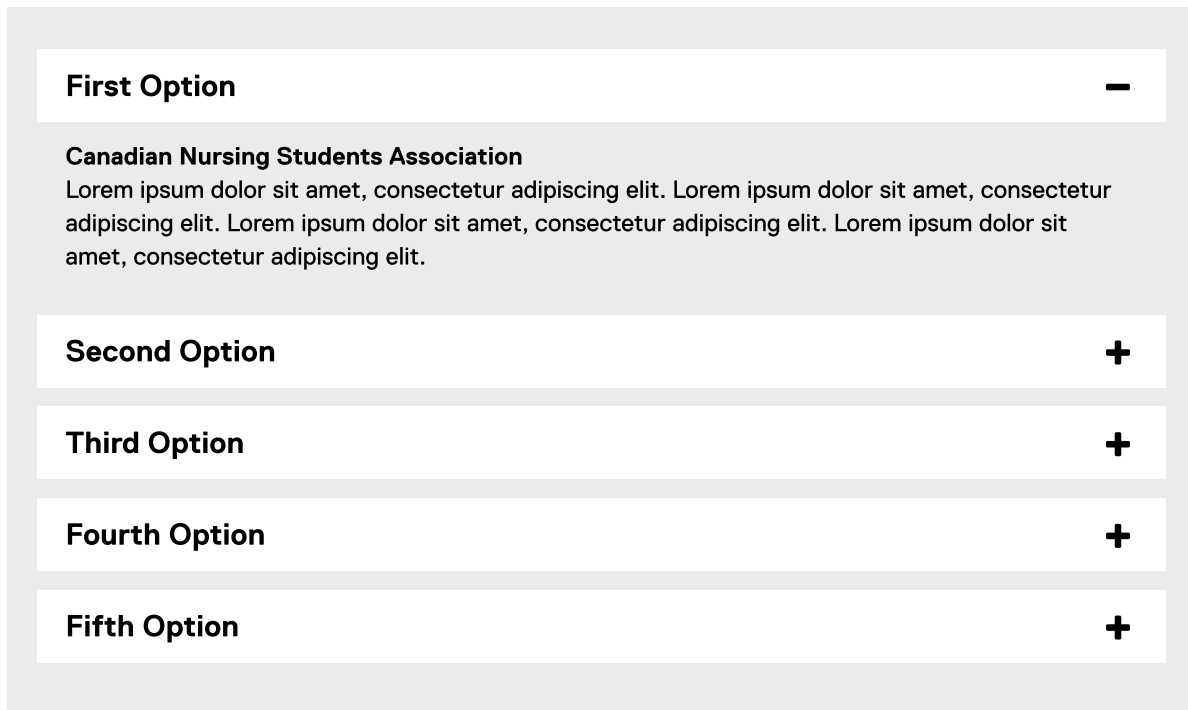 First Option
Canadian Nursing Students Association
Lorem ipsum dolor sit amet, consectetur adipiscing elit. Lorem ipsum dolor sit amet, consectetur
adipiscing elit. Lorem ipsum dolor sit amet, consectetur adipiscing elit. Lorem ipsum dolor sit
amet, consectetur adipiscing elit.
Second Option
Third Option
Fourth Option
Fifth Option